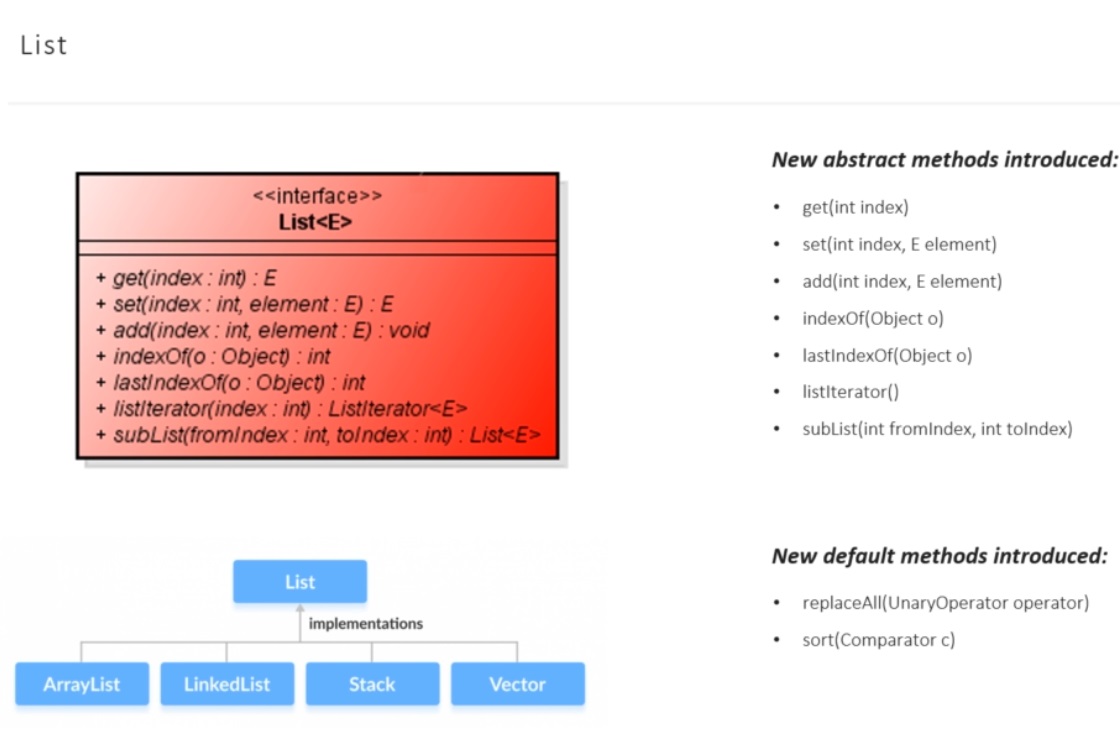 List
<<interface>>
List<E>
+ get(index : int) : E
+ set(index : int, element : E) : E
+ add(index : int, element : E) : void
+ indexOf(o : Object) : int
+ lastIndexOf(o : Object) : int
+ listIterator(index : int) : ListIterator<E>
+ subList(fromIndex : int, toIndex : int) : List<E>
New abstract methods introduced:
• get(int index)
• set(int index, E element)
• add(int index, E element)
• indexOf(Object o)
• lastIndexOf(Object o)
• listIterator()
• subList(int fromIndex, int toIndex)
List
implementations
ArrayList LinkedList Stack Vector
New default methods introduced:
• replaceAll(UnaryOperator operator)
• sort(Comparator c)